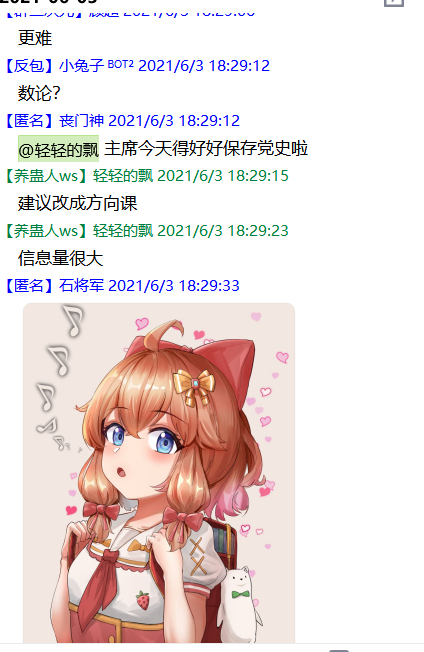 更难
【反包】小兔子 BOT² 2021/6/3 18:29:12
数论?
【匿名】丧门神 2021/6/3 18:29:12
@轻轻的飘 主席今天得好好保存党史啦
【养蛊人ws】轻轻的飘 2021/6/3 18:29:15
建议改成方向课
【养蛊人ws】轻轻的飘 2021/6/3 18:29:23
信息量很大
【匿名】石将军 2021/6/3 18:29:33